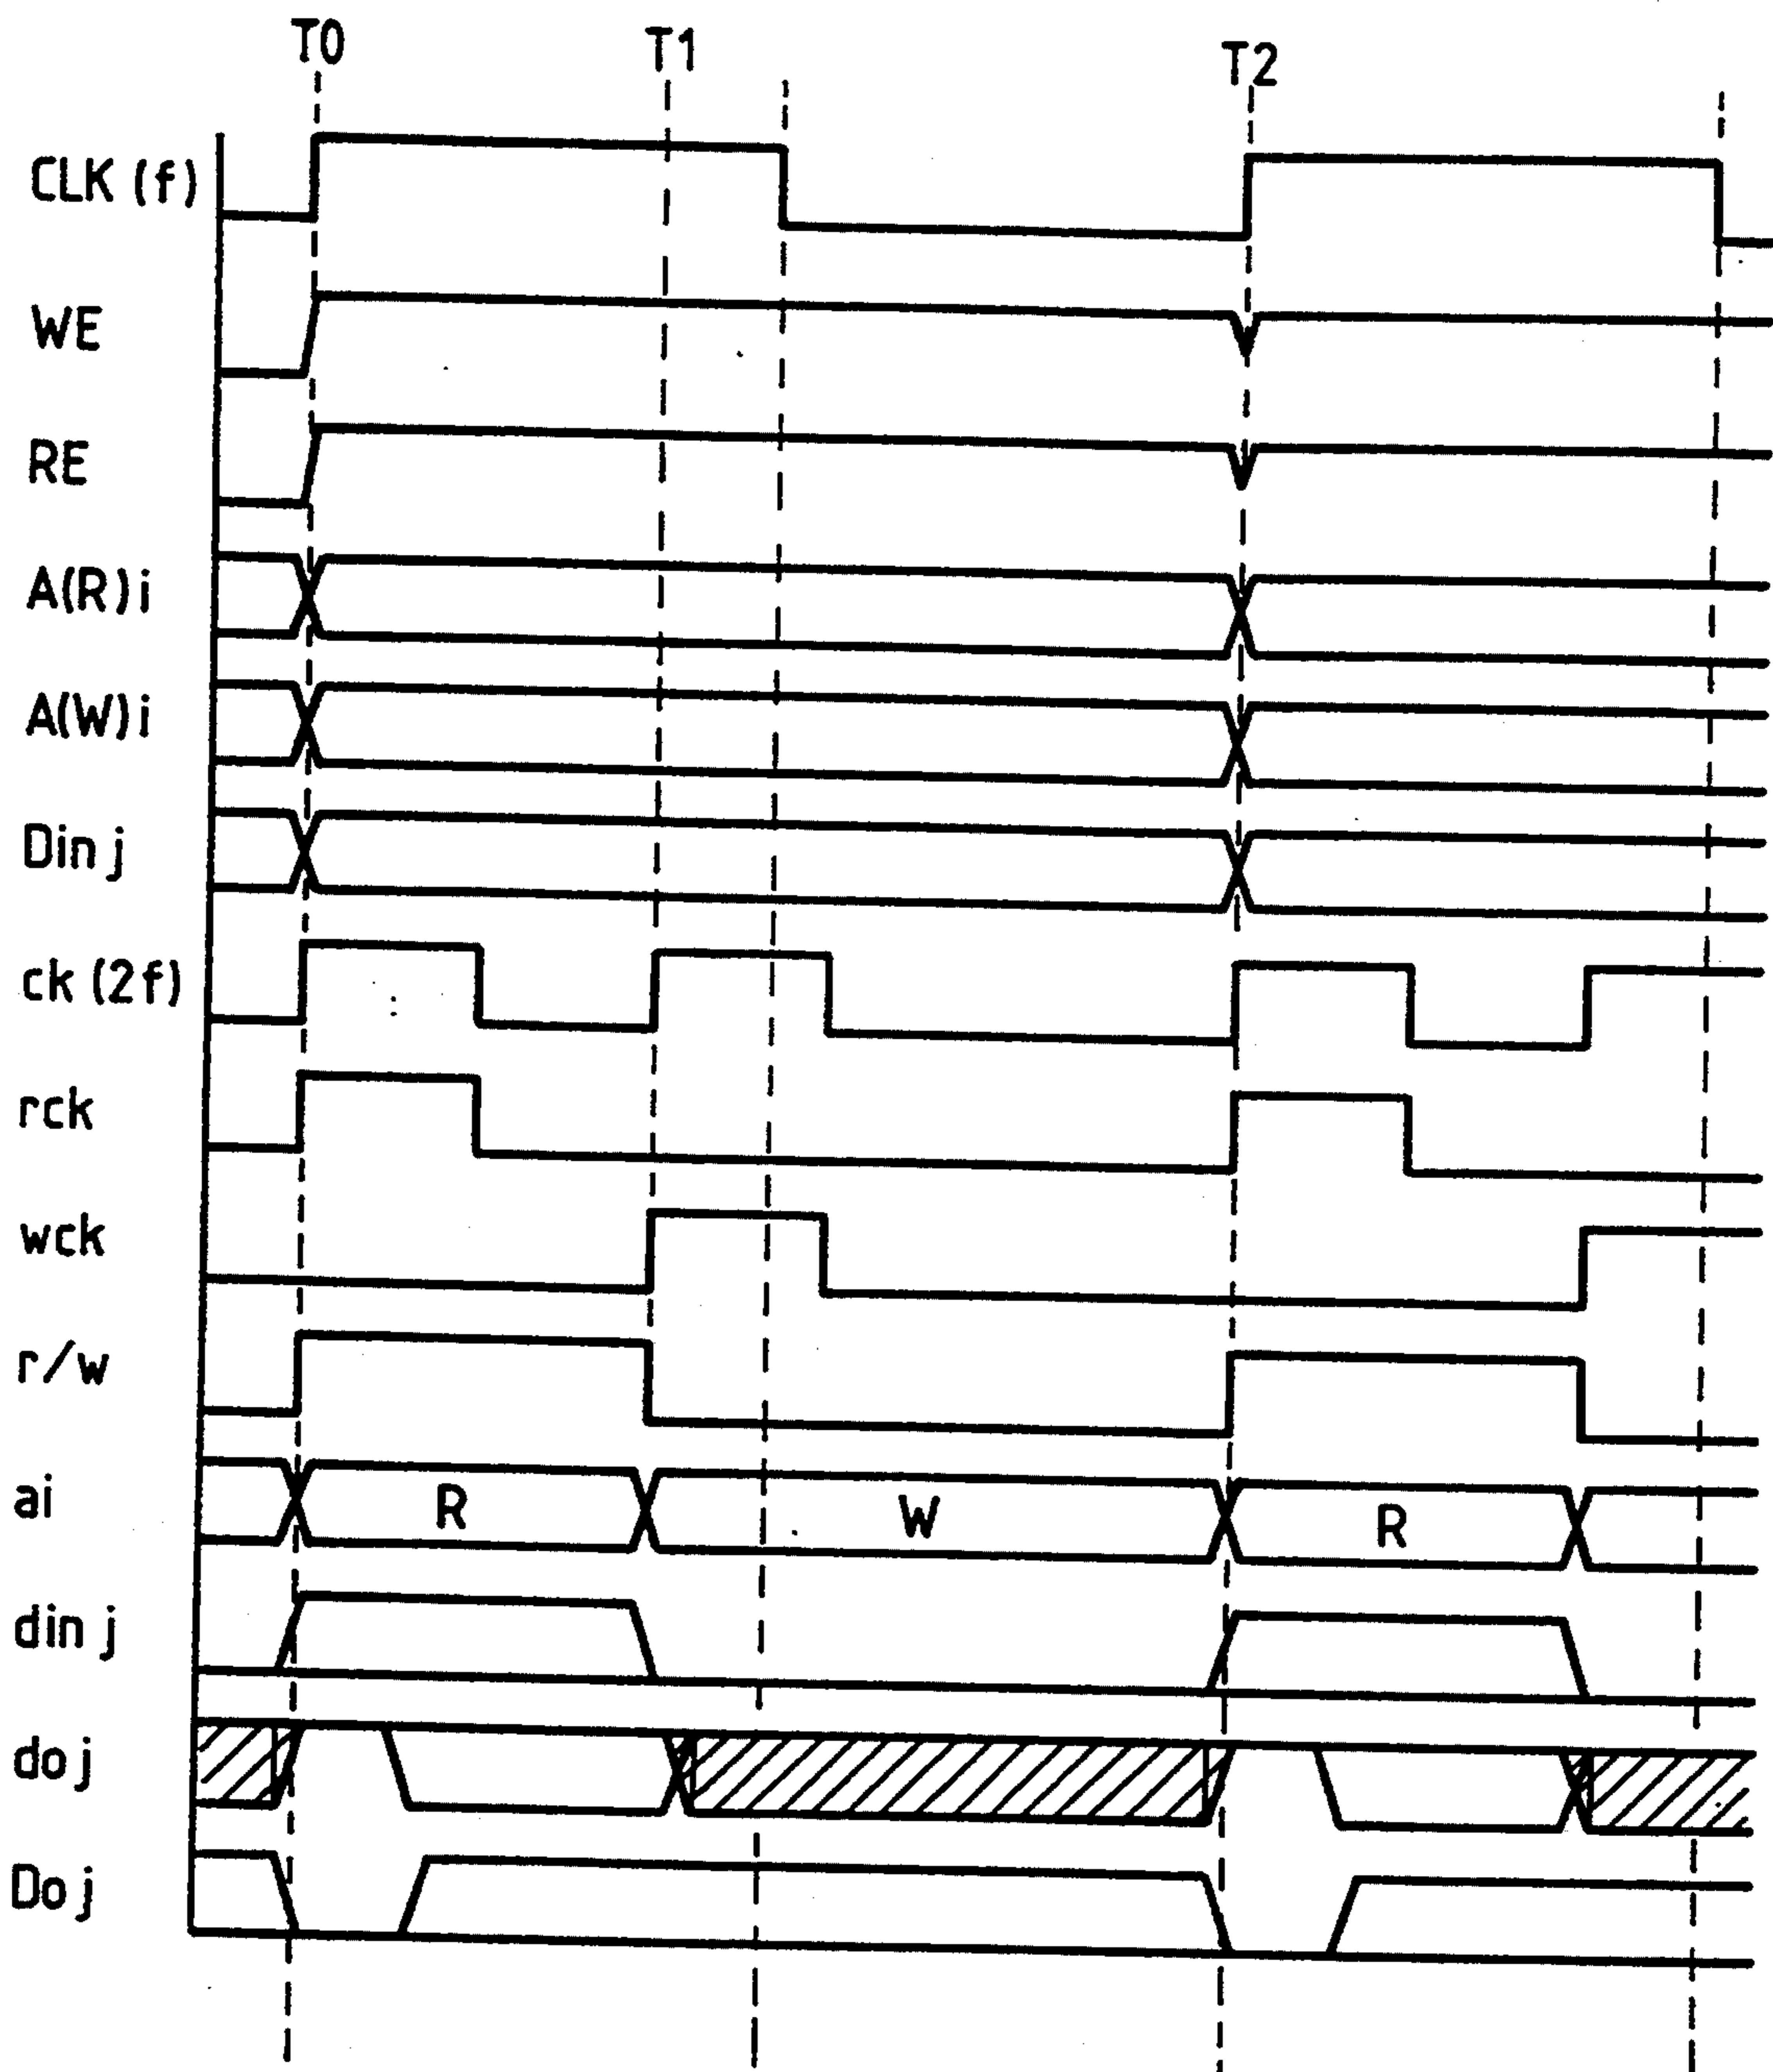 T0 T1 T2
CLK (f)
WE
RE
A(R)i
A(W)i
Din j
ck (2f)
rck
wck
r/w
ai R W R
din j
do j
Do j